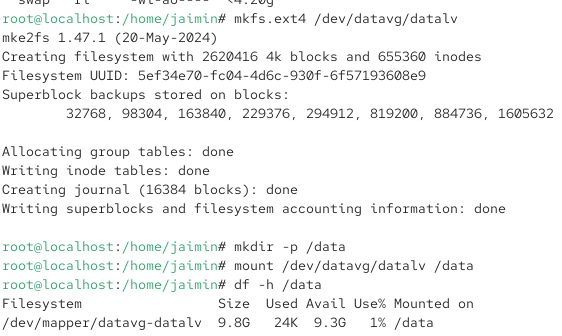 swap
root@localhost:/home/jaimin# mkfs.ext4 /dev/datavg/datalv
mke2fs 1.47.1 (20-May-2024)
Creating filesystem with 2620416 4k blocks and 655360 inodes
Filesystem UUID: 5ef34e70-fc04-4d6c-930f-6f57193608e9
Superblock backups stored on blocks:
32768, 98304, 163840, 229376, 294912, 819200, 884736, 1605632
Allocating group tables: done
Writing inode tables: done
Creating journal (16384 blocks): done
Writing superblocks and filesystem accounting information: done
root@localhost:/home/jaimin# mkdir -p /data
root@localhost:/home/jaimin# mount /dev/datavg/datalv /data
root@localhost:/home/jaimin# df -h /data
Filesystem Size Used Avail Use% Mounted on
/dev/mapper/datavg-datalv 9.8G 24K 9.3G 1% /data